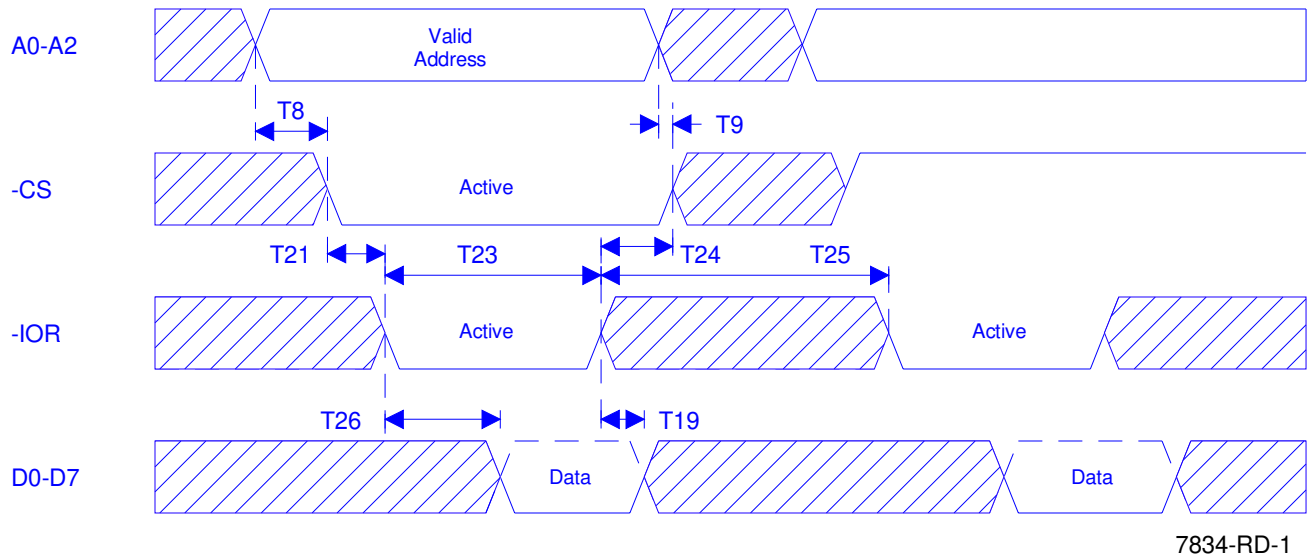 A0-A2
Valid
Address
T8
T9
-CS
Active
T21
T23
T24
T25
-IOR
Active
Active
T26
T19
D0-D7
Data
Data
7834-RD-1